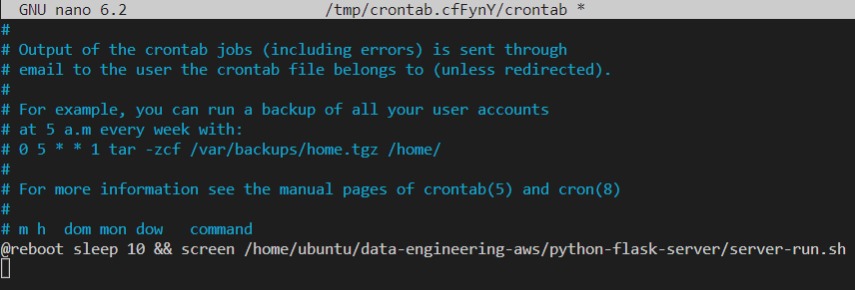 GNU nano 6.2 /tmp/crontab.cfFynY/crontab *
#
# Output of the crontab jobs (including errors) is sent through
# email to the user the crontab file belongs to (unless redirected).
#
# For example, you can run a backup of all your user accounts
# at 5 a.m every week with:
# 0 5 * * 1 tar -zcf /var/backups/home.tgz /home/
#
# For more information see the manual pages of crontab(5) and cron(8)
#
# m h  dom mon dow   command
@reboot sleep 10 && screen /home/ubuntu/data-engineering-aws/python-flask-server/server-run.sh